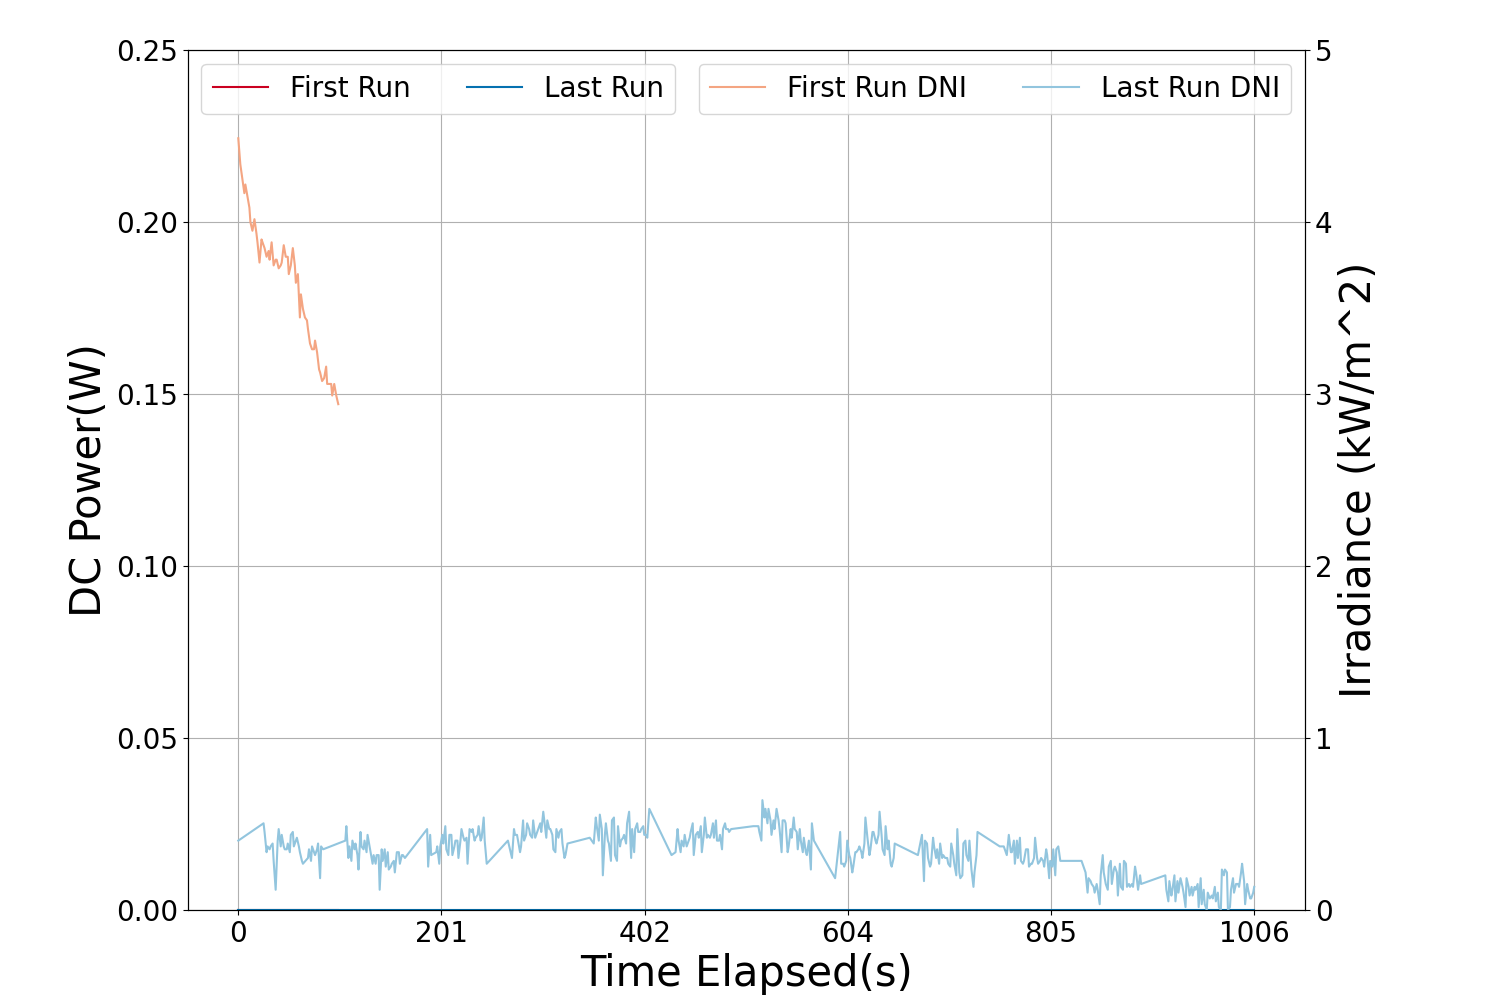 First Run
Last Run
First Run DNI
Last Run DNI
0.25
0.20
0.15
0.10
0.05
0.00
DC Power(W)
5
4
3
2
1
0
Irradiance (kW/m^2)
0
201
402
604
805
1006
Time Elapsed(s)